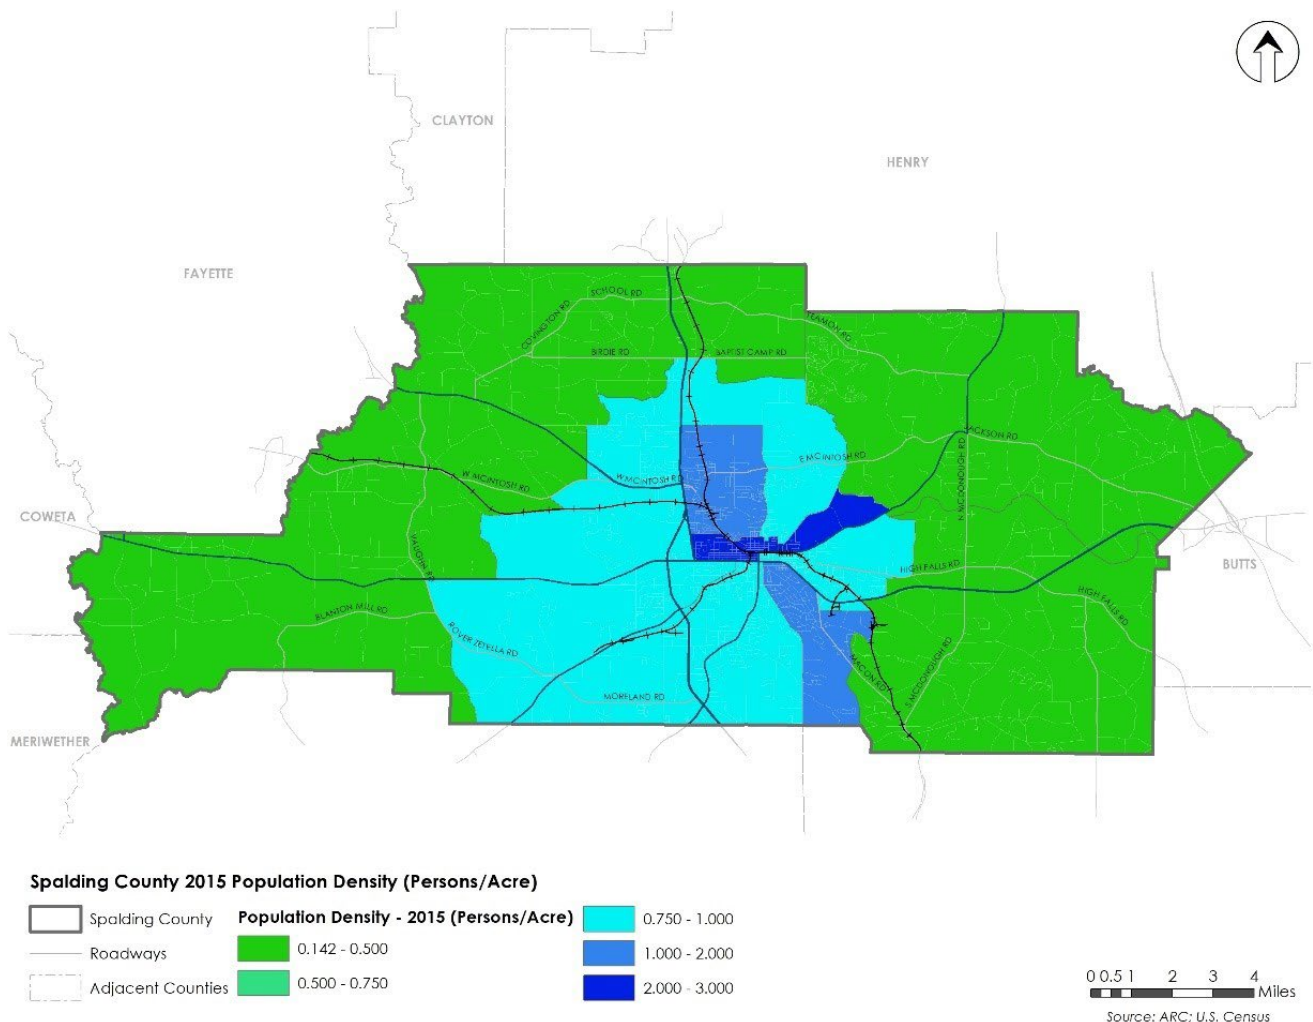 CLAYTON
HENRY
FAYETTE
SCHOOL RD
COVINGTON RD
TEAMON RD
BIRDIE RD
BAPTIST CAMP RD
JACKSON RD
E MCINTOSH RD
W MCINTOSH RD
W MCINTOSH RD
N MCDONOUGH RD
COWETA
VAUGHN RD
HIGH FALLS RD
BUTTS
HIGH FALLS RD
BLANTON MILL RD
ROVER ZETELLA RD
MACON RD
S MCDONOUGH RD
MORELAND RD
MERIWETHER
Spalding County 2015 Population Density (Persons/Acre)
Spalding County
Roadways
Adjacent Counties
Population Density - 2015 (Persons/Acre)
0.142 - 0.500
0.500 - 0.750
0.750 - 1.000
1.000 - 2.000
2.000 - 3.000
0 0.5 1 2 3 4
Miles
Source: ARC; U.S. Census